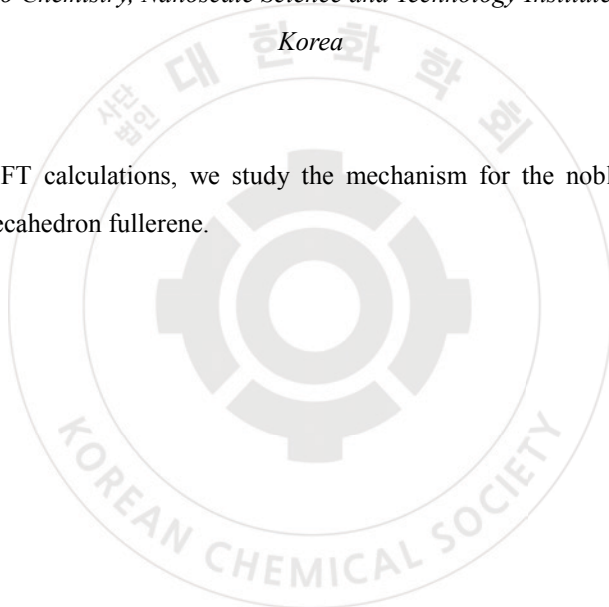 o Chemistry, Nanoscale Science and Technology Institute
Korea
사단
법인
대한화학회
FT calculations, we study the mechanism for the nobl
ecahedron fullerene.
KOREAN CHEMICAL SOCIETY